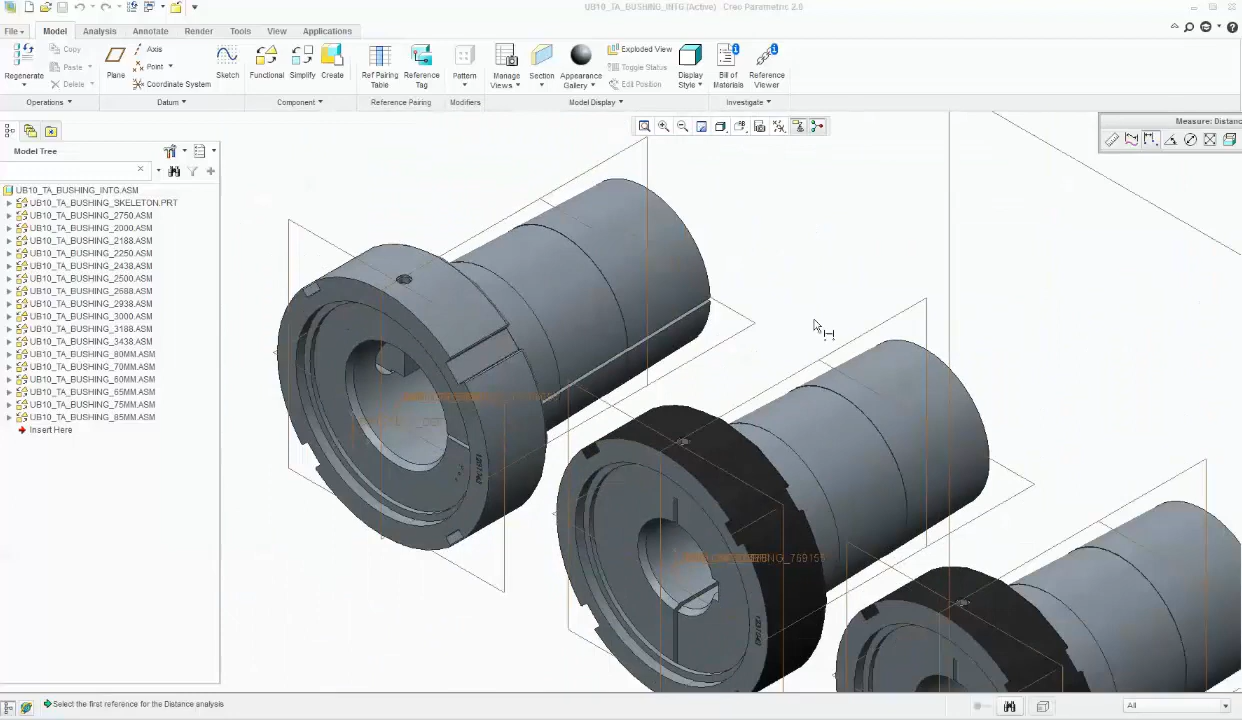 UB10_TA_BUSHING_INTG (Active) Creo Parametric 2.0
File Model Analysis Annotate Render Tools View Applications
Regenerate
Copy
Paste
Delete
Operations
Plane
Axis
Point
Coordinate System
Sketch
Datum
Functional Simplify Create
Component
Ref Pairing Table
Reference Tag
Reference Pairing
Pattern
Modifiers
Manage Views
Section
Appearance Gallery
Exploded View
Toggle Status
Edit Position
Display Style
Model Display
Bill of Materials
Reference Viewer
Investigate
Measure: Distanc
Model Tree
UB10_TA_BUSHING_INTG.ASM
UB10_TA_BUSHING_SKELETON.PRT
UB10_TA_BUSHING_2750.ASM
UB10_TA_BUSHING_2000.ASM
UB10_TA_BUSHING_2188.ASM
UB10_TA_BUSHING_2250.ASM
UB10_TA_BUSHING_2438.ASM
UB10_TA_BUSHING_2500.ASM
UB10_TA_BUSHING_2688.ASM
UB10_TA_BUSHING_2938.ASM
UB10_TA_BUSHING_3000.ASM
UB10_TA_BUSHING_3188.ASM
UB10_TA_BUSHING_3438.ASM
UB10_TA_BUSHING_80MM.ASM
UB10_TA_BUSHING_70MM.ASM
UB10_TA_BUSHING_60MM.ASM
UB10_TA_BUSHING_65MM.ASM
UB10_TA_BUSHING_75MM.ASM
UB10_TA_BUSHING_85MM.ASM
Insert Here
Select the first reference for the Distance analysis
All